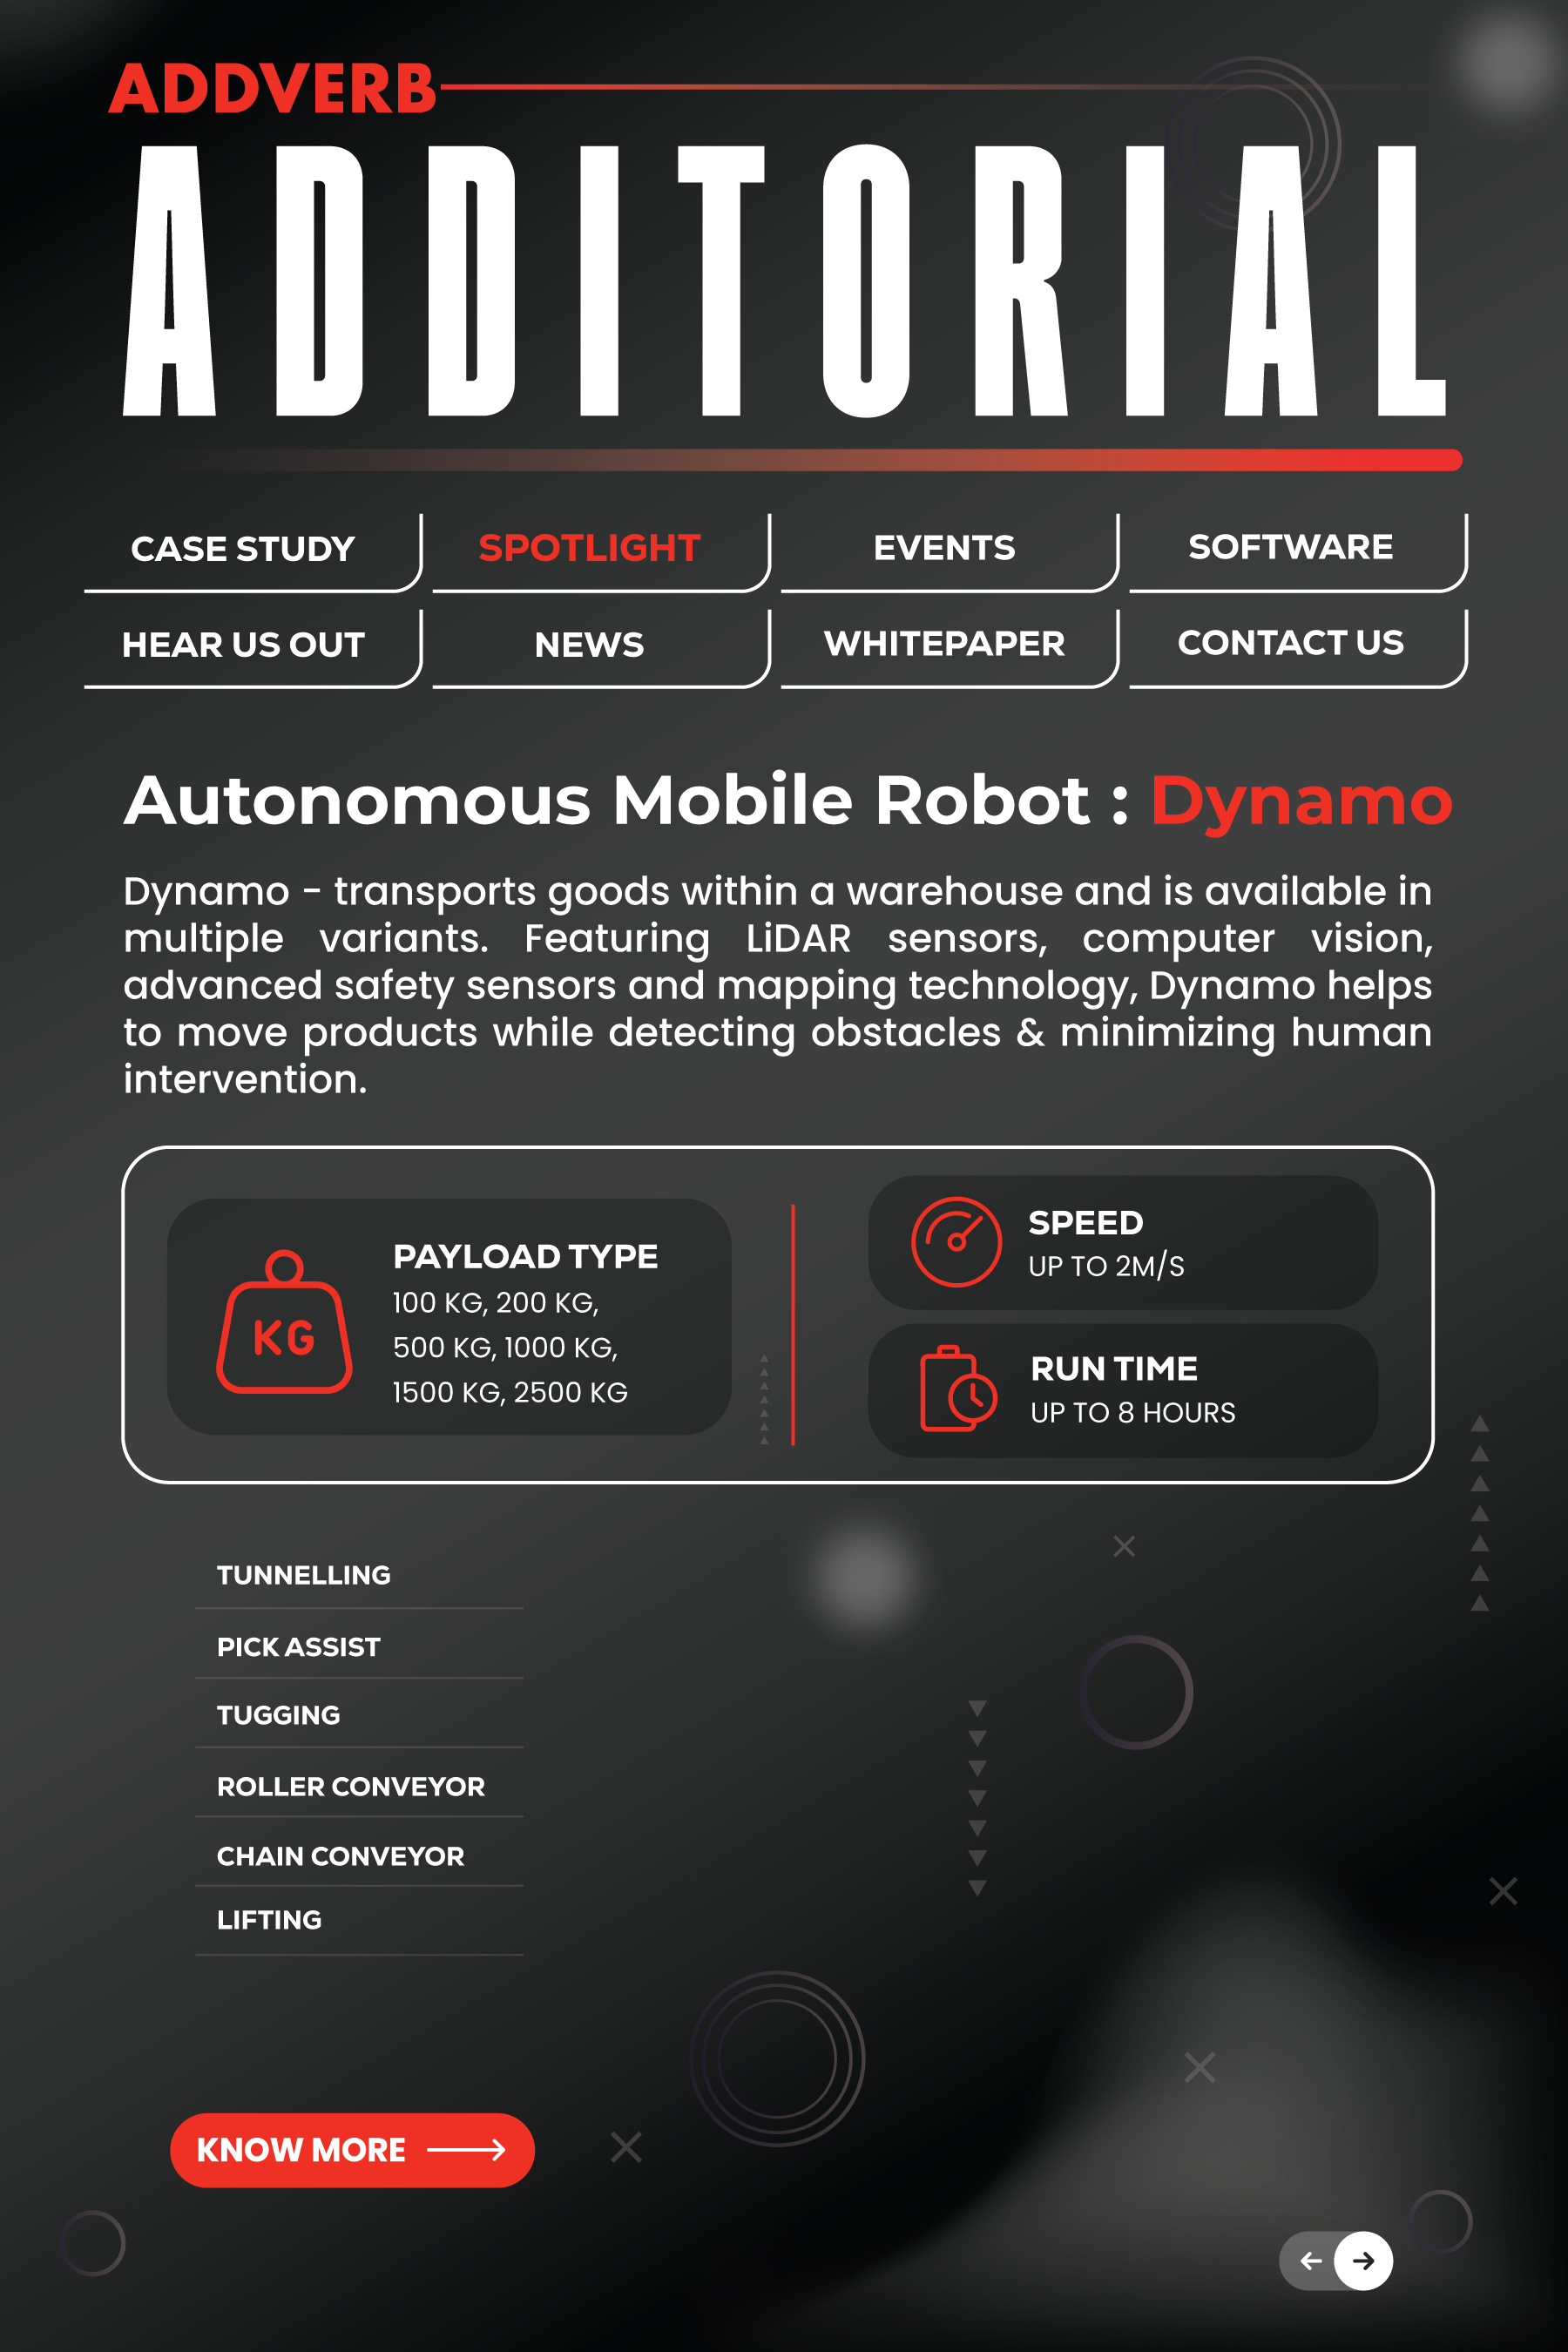 ADDVERB
ADDITORIAL
CASE STUDY
SPOTLIGHT
EVENTS
SOFTWARE
HEAR US OUT
NEWS
WHITEPAPER
CONTACT US
Autonomous Mobile Robot : Dynamo
Dynamo - transports goods within a warehouse and is available in
multiple variants. Featuring LiDAR sensors, computer vision,
advanced safety sensors and mapping technology, Dynamo helps
to move products while detecting obstacles & minimizing human
intervention.
KG
PAYLOAD TYPE
100 KG, 200 KG,
500 KG, 1000 KG,
1500 KG, 2500 KG
SPEED
UP TO 2M/S
RUN TIME
UP TO 8 HOURS
TUNNELLING
PICK ASSIST
TUGGING
ROLLER CONVEYOR
CHAIN CONVEYOR
LIFTING
KNOW MORE